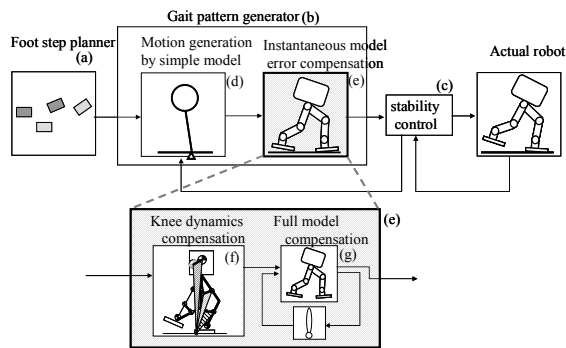 Gait pattern generator (b)
Foot step planner
(a)
Motion generation
by simple model
(d)
Instantaneous model
error compensation
(e)
(c)
stability
control
Actual robot
(e)
Knee dynamics
compensation
(f)
Full model
compensation
(g)